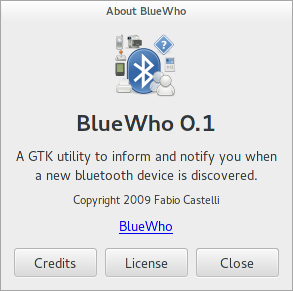 About BlueWho
?
BlueWho 0.1
A GTK utility to inform and notify you when
a new bluetooth device is discovered.
Copyright 2009 Fabio Castelli
BlueWho
Credits
License
Close